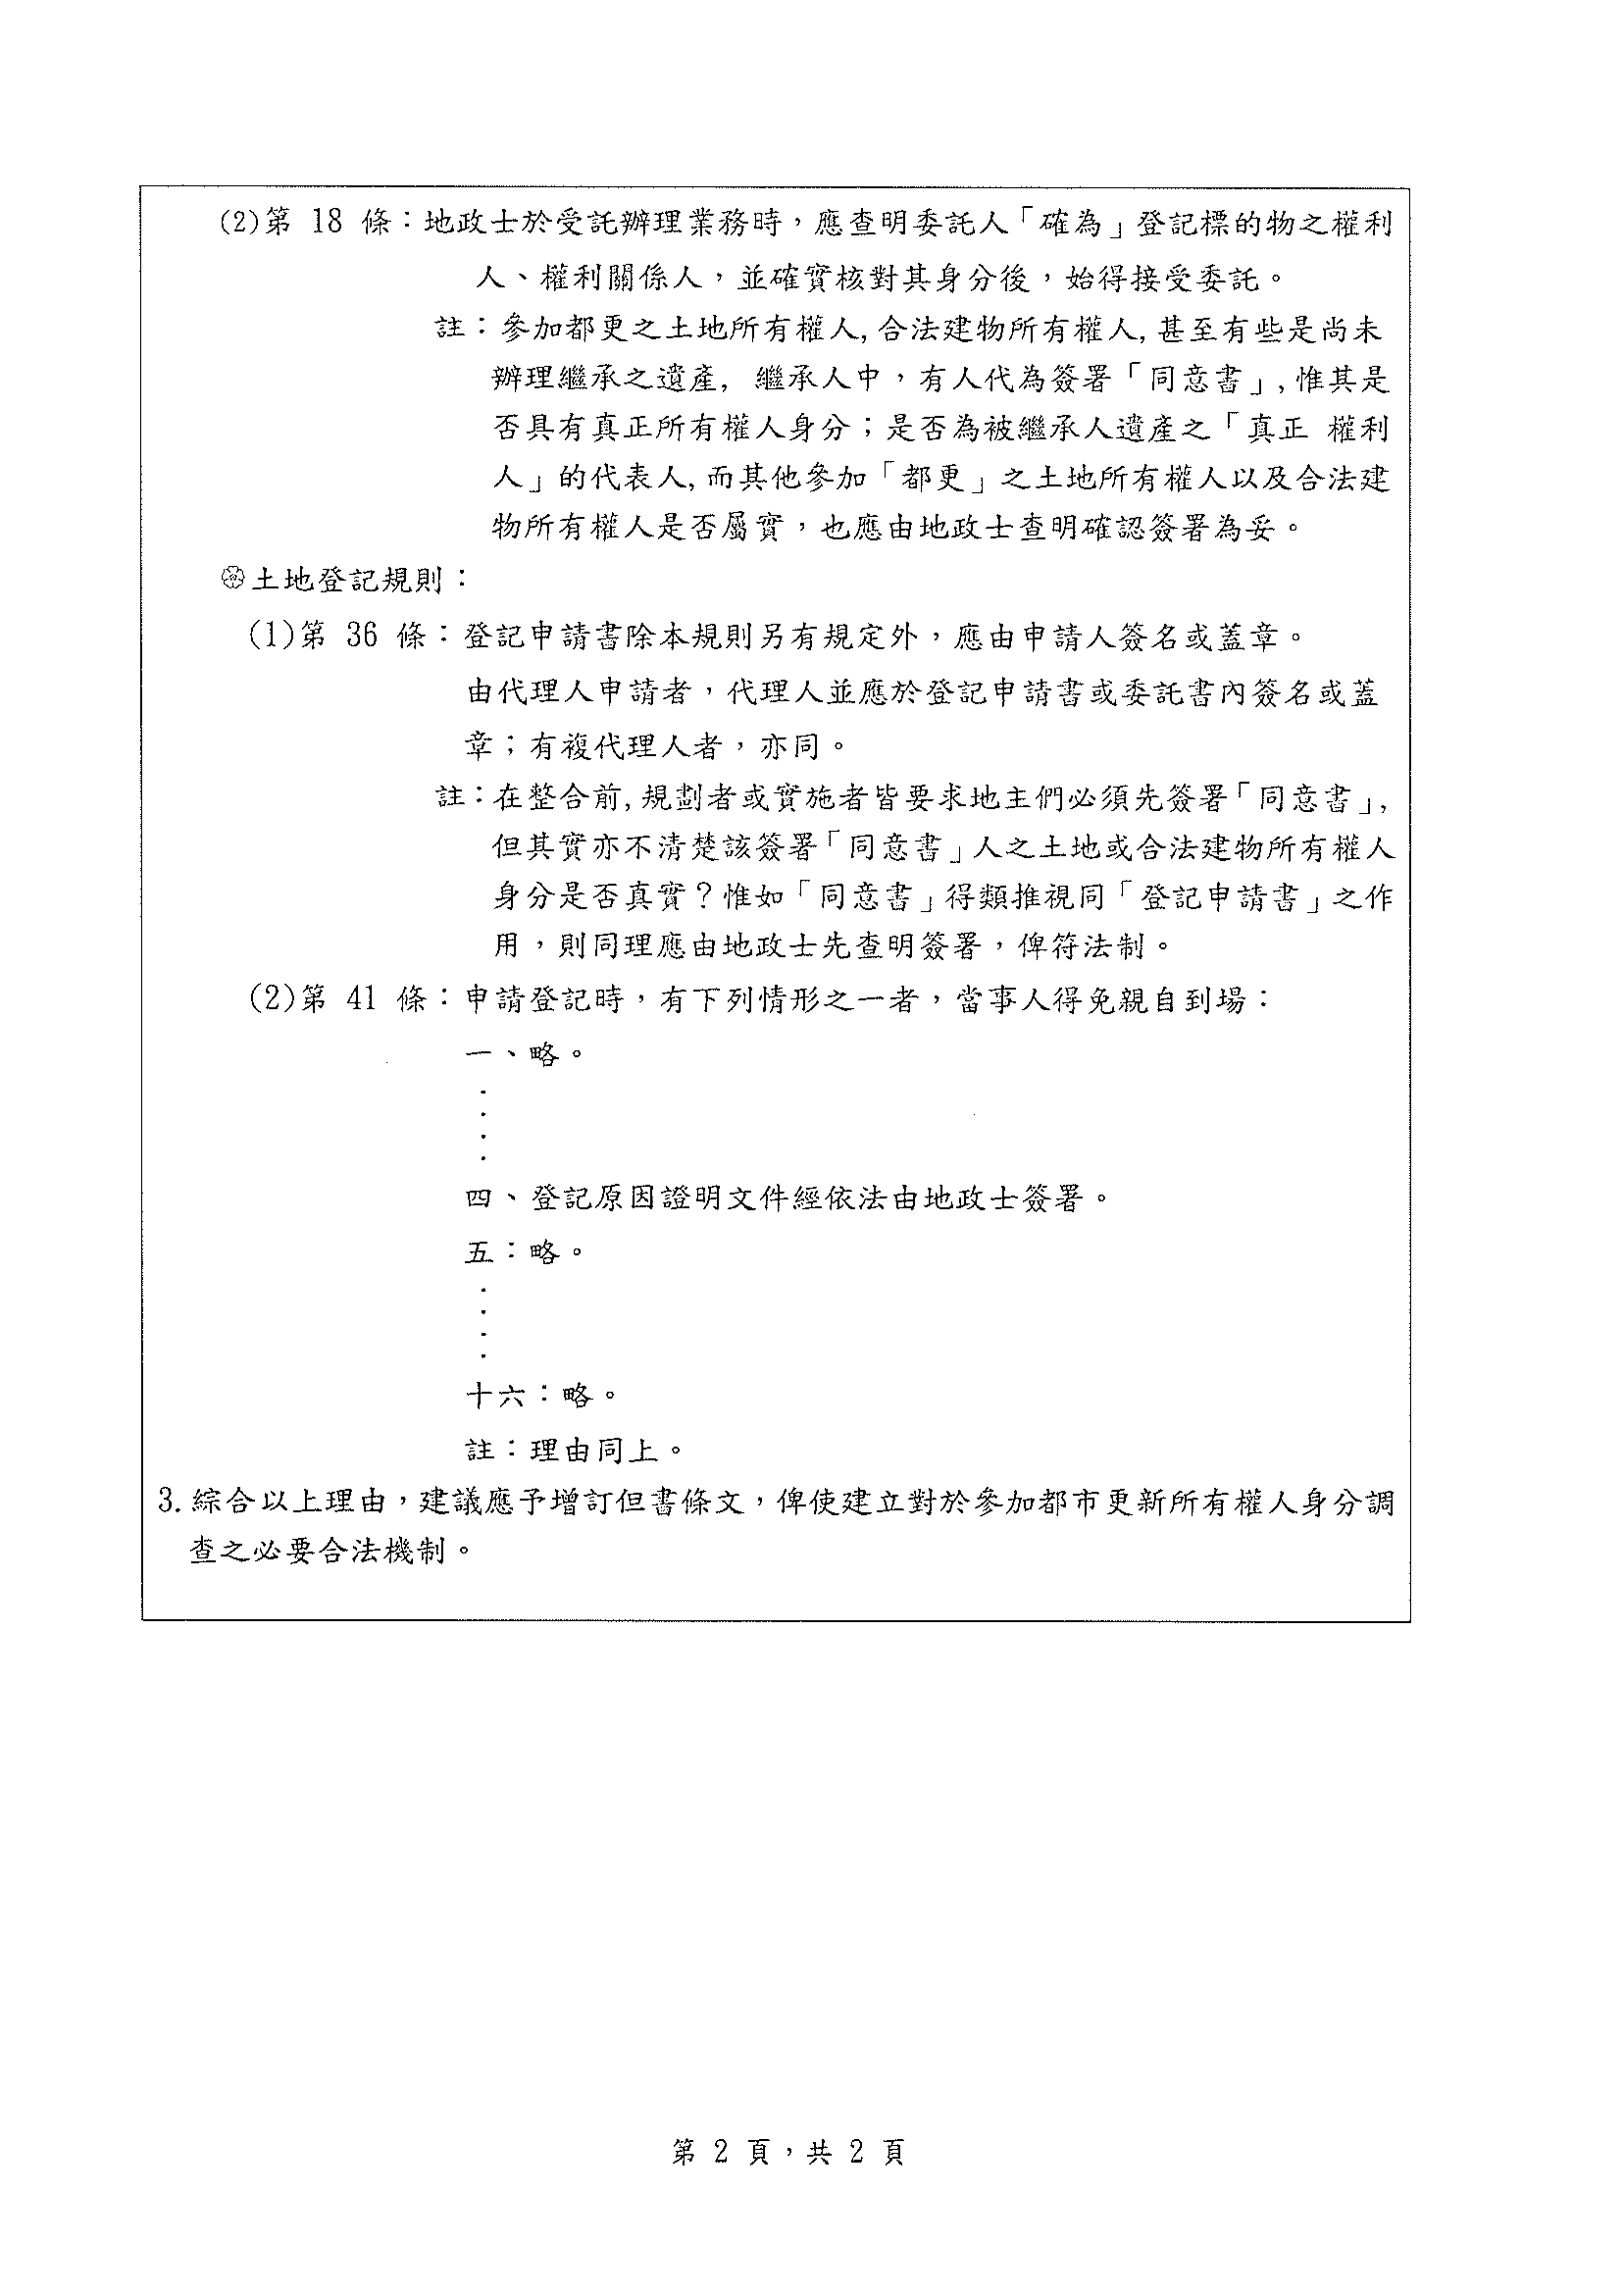 (2)第 18 條：地政士於受託辦理業務時，應查明委託人「確為」登記標的物之權利
人、權利關係人，並確實核對其身分後，始得接受委託。
註：參加都更之土地所有權人,合法建物所有權人,甚至有些是尚未
辦理繼承之遺產, 繼承人中，有人代為簽署「同意書」,惟其是
否具有真正所有權人身分；是否為被繼承人遺產之「真正 權利
人」的代表人,而其他參加「都更」之土地所有權人以及合法建
物所有權人是否屬實，也應由地政士查明確認簽署為妥。
❁土地登記規則：
(1)第 36 條：登記申請書除本規則另有規定外，應由申請人簽名或蓋章。
由代理人申請者，代理人並應於登記申請書或委託書內簽名或蓋
章；有複代理人者，亦同。
註：在整合前,規劃者或實施者皆要求地主們必須先簽署「同意書」,
但其實亦不清楚該簽署「同意書」人之土地或合法建物所有權人
身分是否真實？惟如「同意書」得類推視同「登記申請書」之作
用，則同理應由地政士先查明簽署，俾符法制。
(2)第 41 條：申請登記時，有下列情形之一者，當事人得免親自到場：
一、略。
.
.
.
.
四、登記原因證明文件經依法由地政士簽署。
五：略。
.
.
.
.
十六：略。
註：理由同上。
3.綜合以上理由，建議應予增訂但書條文，俾使建立對於參加都市更新所有權人身分調
查之必要合法機制。
第 2 頁，共 2 頁